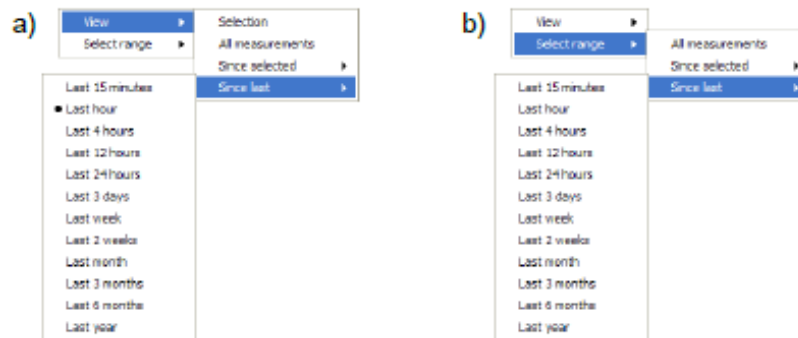 a)
View
Select range
Selection
All measurements
Since selected
Since last
Last 15 minutes
Last hour
Last 4 hours
Last 12 hours
Last 24 hours
Last 3 days
Last week
Last 2 weeks
Last month
Last 3 months
Last 6 months
Last year
b)
View
Select range
All measurements
Since selected
Since last
Last 15 minutes
Last hour
Last 4 hours
Last 12 hours
Last 24 hours
Last 3 days
Last week
Last 2 weeks
Last month
Last 3 months
Last 6 months
Last year